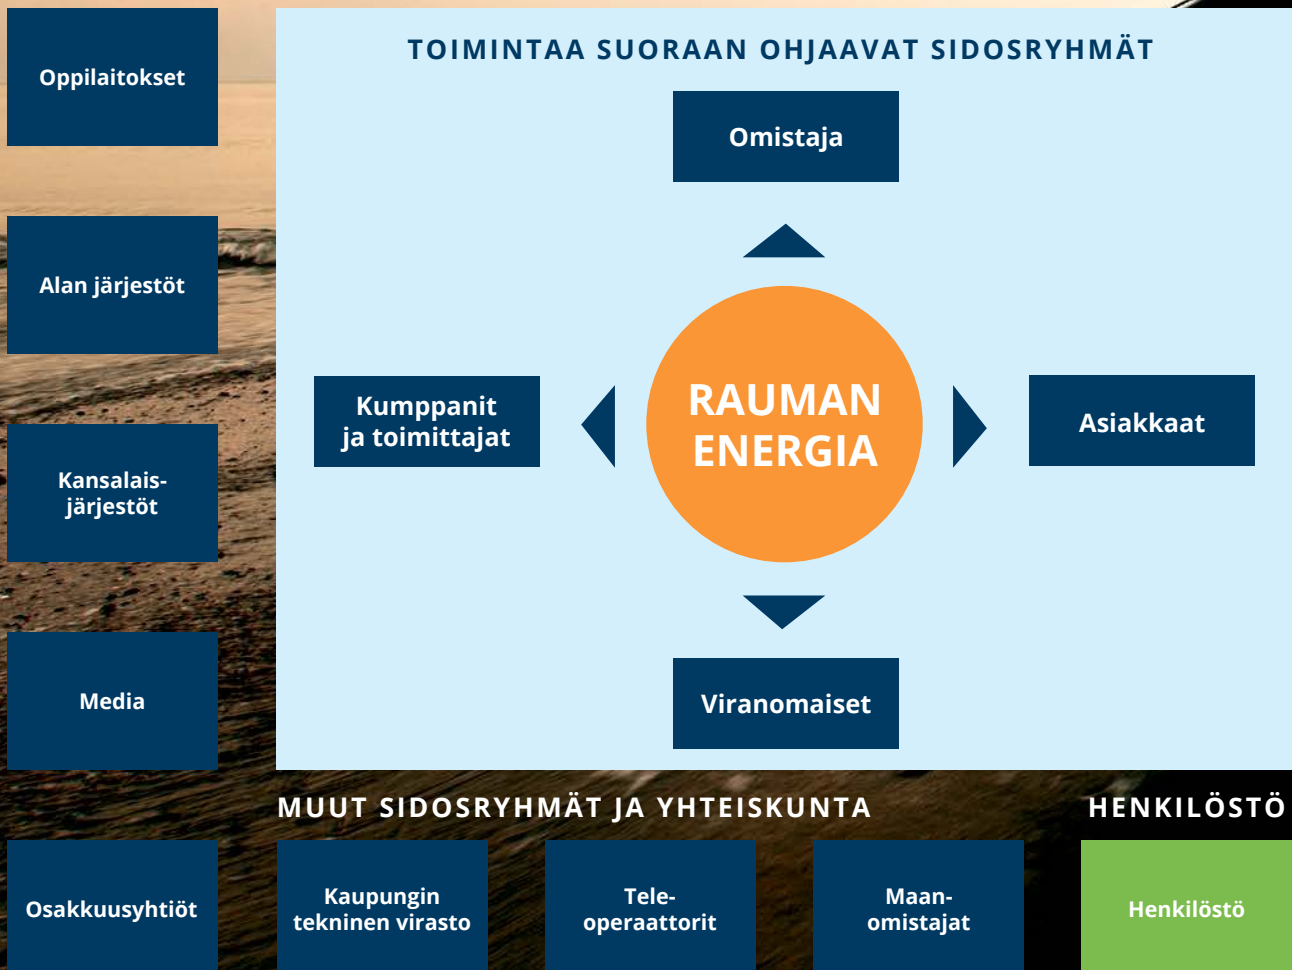 Oppilaitokset
Alan järjestöt
Kansalais-
järjestöt
Media
TOIMINTAA SUORAAN OHJAAVAT SIDOSRYHMÄT
Omistaja
Kumppanit
ja toimittajat
RAUMAN
ENERGIA
Asiakkaat
Viranomaiset
MUUT SIDOSRYHMÄT JA YHTEISKUNTA
HENKILÖSTÖ
Osakkuusyhtiöt
Kaupungin
tekninen virasto
Tele-
operaattorit
Maan-
omistajat
Henkilöstö